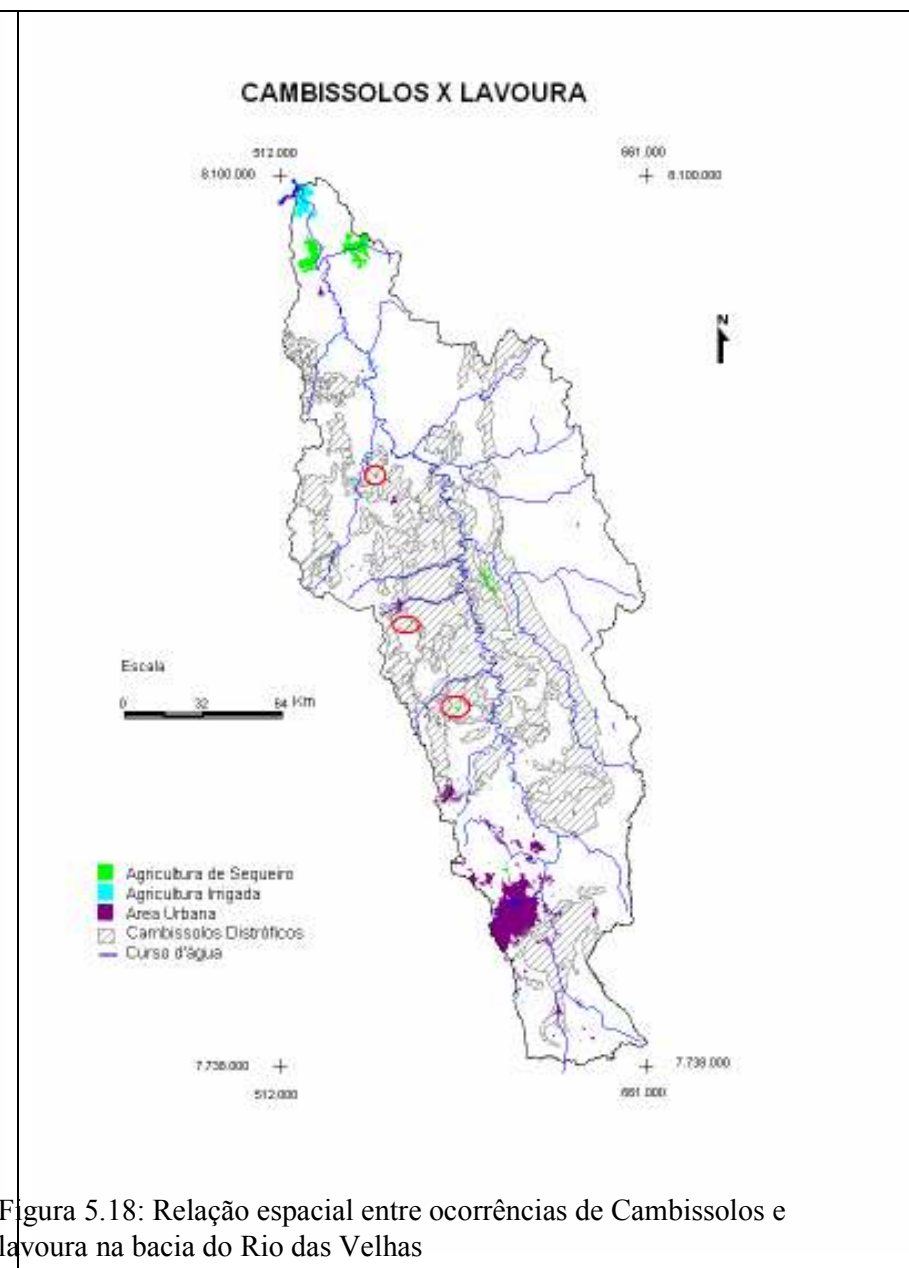 CAMBISSOLOS X LAVOURA
512.000
661.000
8.100.000
8.100.000
N
Escala
0 32 64 Km
Agricultura de Sequeiro
Agricultura Irrigada
Area Urbana
Cambissolos Distróficos
Curso d'água
7.738.000
7.738.000
512.000
661.000
Figura 5.18: Relação espacial entre ocorrências de Cambissolos e
lavoura na bacia do Rio das Velhas